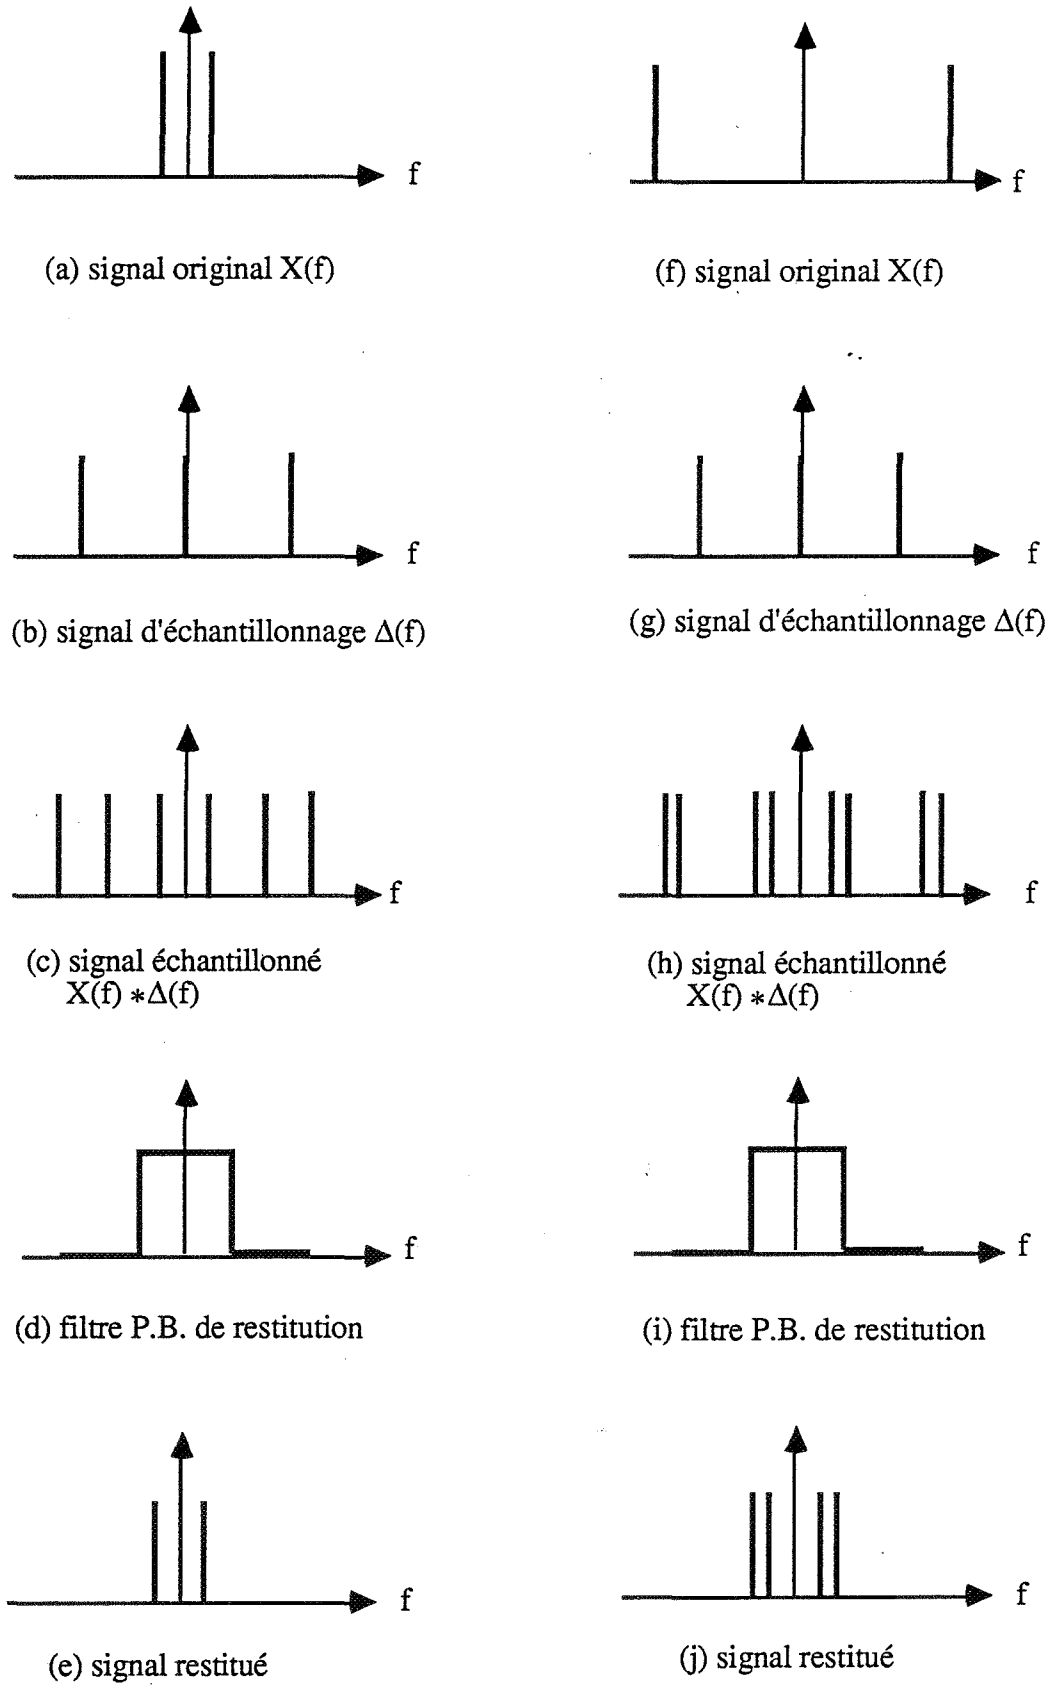 f
(a) signal original X(f)
f
(b) signal d'échantillonnage Δ(f)
f
(c) signal échantillonné
X(f) *Δ(f)
f
(d) filtre P.B. de restitution
f
(e) signal restitué
f
(f) signal original X(f)
f
(g) signal d'échantillonnage Δ(f)
f
(h) signal échantillonné
X(f) *Δ(f)
f
(i) filtre P.B. de restitution
f
(j) signal restitué